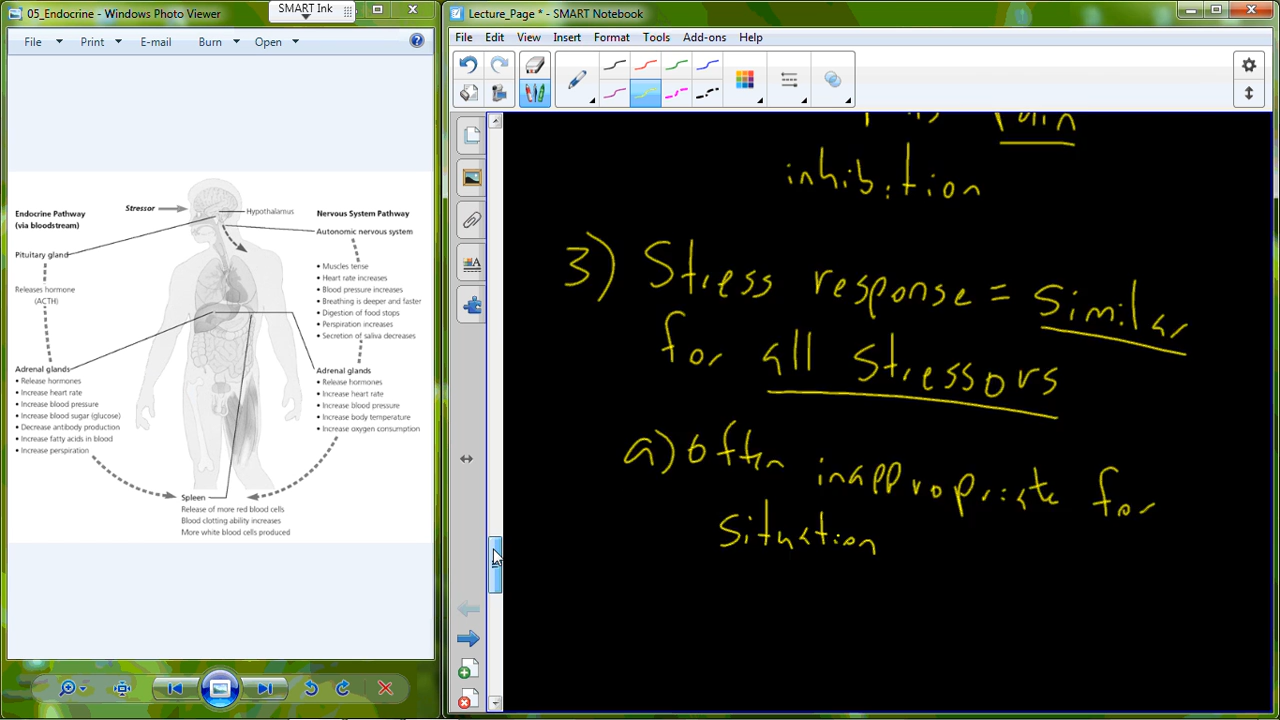 05_Endocrine - Windows Photo Viewer
SMART Ink
File Print E-mail Burn Open
Stressor
Hypothalamus
Endocrine Pathway
(via bloodstream)
Nervous System Pathway
Autonomic nervous system
Pituitary gland
Releases hormone
(ACTH)
• Muscles tense
• Heart rate increases
• Blood pressure increases
• Breathing is deeper and faster
• Digestion of food stops
• Perspiration increases
• Secretion of saliva decreases
Adrenal glands
• Release hormones
• Increase heart rate
• Increase blood pressure
• Increase blood sugar (glucose)
• Decrease antibody production
• Increase fatty acids in blood
• Increase perspiration
Adrenal glands
• Release hormones
• Increase heart rate
• Increase blood pressure
• Increase body temperature
• Increase oxygen consumption
Spleen
Release of more red blood cells
Blood clotting ability increases
More white blood cells produced
Lecture_Page * - SMART Notebook
File Edit View Insert Format Tools Add-ons Help
pain
inhibition
3) Stress response = Similar
for all Stressors
a) Often inappropriate for
Situation